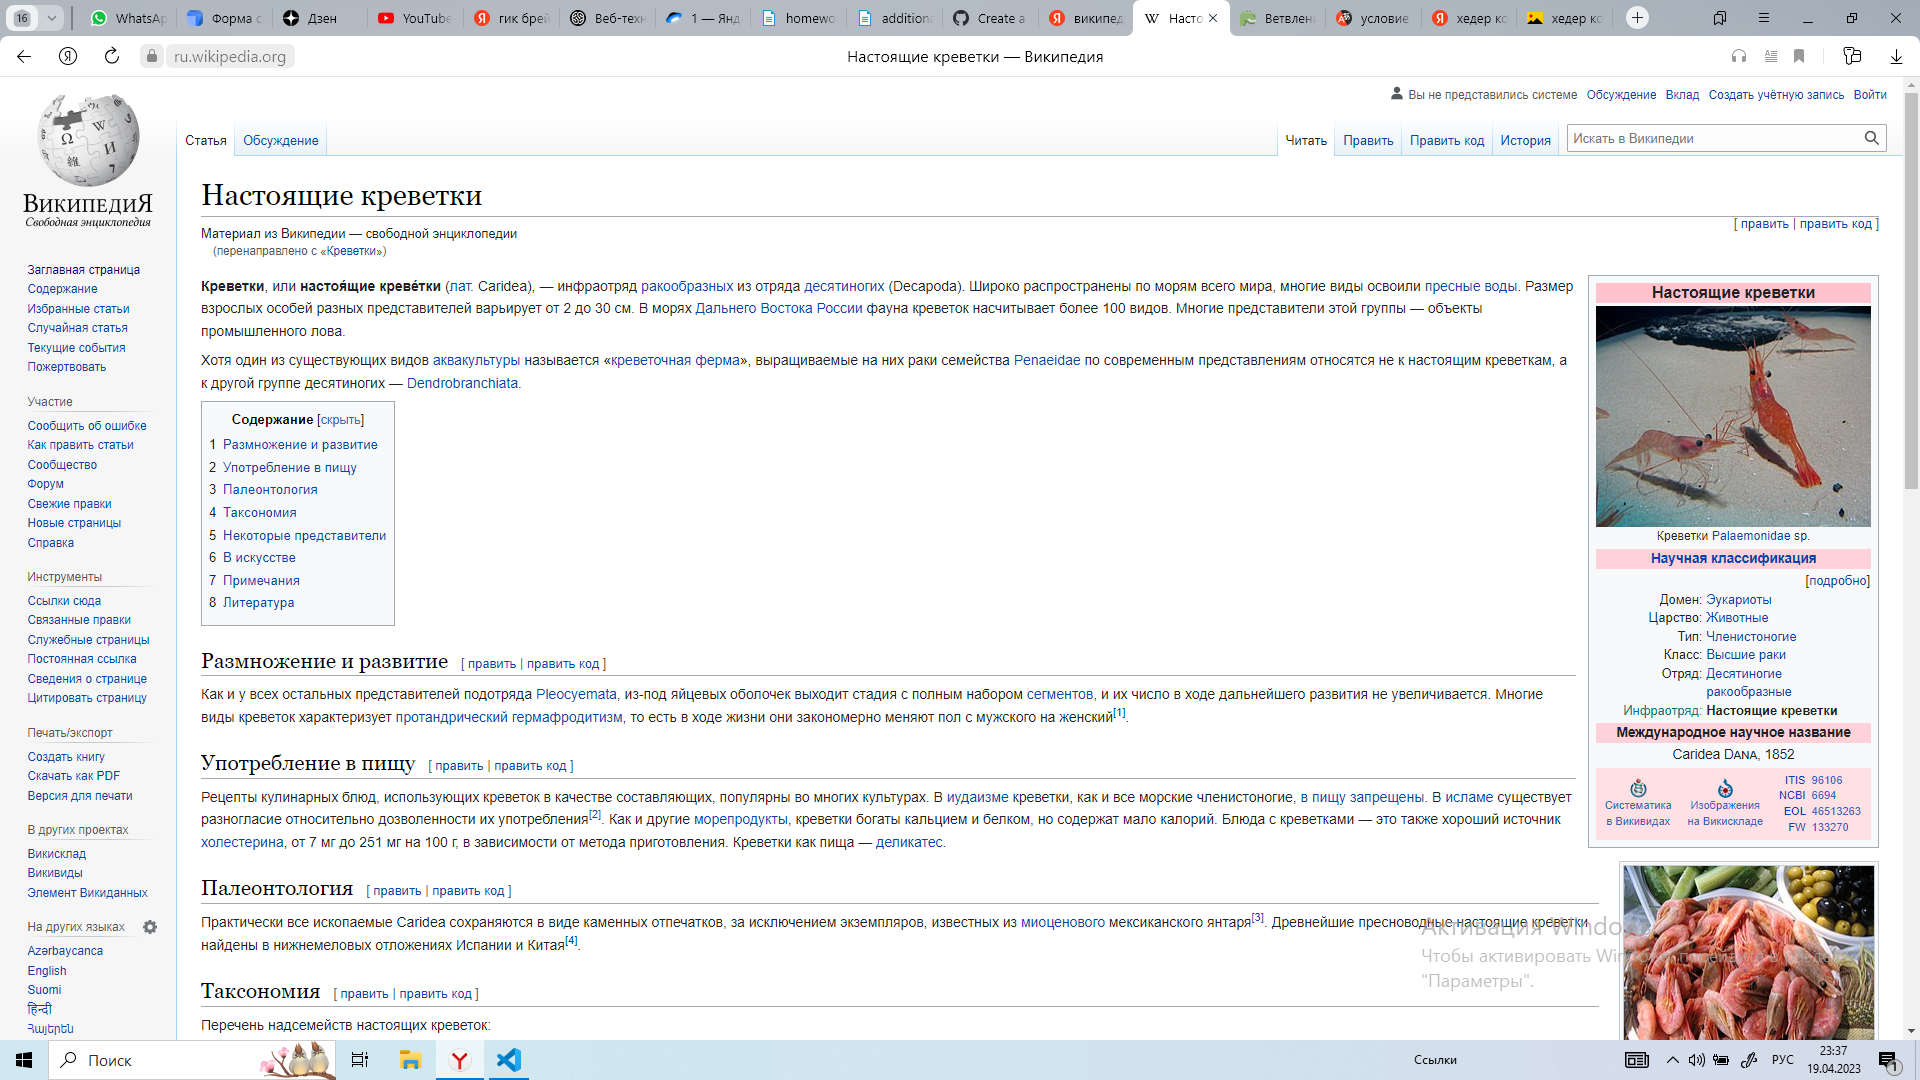 16
WhatsA
Форма с
Дзен
YouTube
гик брей
Веб-техн
1 — Янд
homewo
addition
Create a
википед
Насто
Ветвлен
условие
хедер ко
хедер ко
ru.wikipedia.org
Настоящие креветки — Википедия
Вы не представились системе Обсуждение Вклад Создать учётную запись Войти
Статья Обсуждение
Читать Править Править код История
Искать в Википедии
ВикипедиЯ
Свободная энциклопедия
Заглавная страница
Содержание
Избранные статьи
Случайная статья
Текущие события
Пожертвовать
Участие
Сообщить об ошибке
Как править статьи
Сообщество
Форум
Свежие правки
Новые страницы
Справка
Инструменты
Ссылки сюда
Связанные правки
Служебные страницы
Постоянная ссылка
Сведения о странице
Цитировать страницу
Печать/экспорт
Создать книгу
Скачать как PDF
Версия для печати
В других проектах
Викисклад
Викивиды
Элемент Викиданных
На других языках
Azərbaycanca
English
Suomi
हिन्दी
Հայերեն
Настоящие креветки
[ править | править код ]
Материал из Википедии — свободной энциклопедии
(перенаправлено с «Креветки»)
Креветки, или настоя́щие креве́тки (лат. Caridea), — инфраотряд ракообразных из отряда десятиногих (Decapoda). Широко распространены по морям всего мира, многие виды освоили пресные воды. Размер
взрослых особей разных представителей варьирует от 2 до 30 см. В морях Дальнего Востока России фауна креветок насчитывает более 100 видов. Многие представители этой группы — объекты
промышленного лова.
Хотя один из существующих видов аквакультуры называется «креветочная ферма», выращиваемые на них раки семейства Penaeidae по современным представлениям относятся не к настоящим креветкам, а
к другой группе десятиногих — Dendrobranchiata.
Содержание [скрыть]
1 Размножение и развитие
2 Употребление в пищу
3 Палеонтология
4 Таксономия
5 Некоторые представители
6 В искусстве
7 Примечания
8 Литература
Размножение и развитие [ править | править код ]
Как и у всех остальных представителей подотряда Pleocyemata, из-под яйцевых оболочек выходит стадия с полным набором сегментов, и их число в ходе дальнейшего развития не увеличивается. Многие
виды креветок характеризует протандрический гермафродитизм, то есть в ходе жизни они закономерно меняют пол с мужского на женский[1].
Употребление в пищу [ править | править код ]
Рецепты кулинарных блюд, использующих креветок в качестве составляющих, популярны во многих культурах. В иудаизме креветки, как и все морские членистоногие, в пищу запрещены. В исламе существует
разногласие относительно дозволенности их употребления[2]. Как и другие морепродукты, креветки богаты кальцием и белком, но содержат мало калорий. Блюда с креветками — это также хороший источник
холестерина, от 7 мг до 251 мг на 100 г, в зависимости от метода приготовления. Креветки как пища — деликатес.
Палеонтология [ править | править код ]
Практически все ископаемые Caridea сохраняются в виде каменных отпечатков, за исключением экземпляров, известных из миоценового мексиканского янтаря[3]. Древнейшие пресноводные настоящие креветки
найдены в нижнемеловых отложениях Испании и Китая[4].
Таксономия [ править | править код ]
Перечень надсемейств настоящих креветок:
Настоящие креветки
Креветки Palaemonidae sp.
Научная классификация
[подробно]
Домен: Эукариоты
Царство: Животные
Тип: Членистоногие
Класс: Высшие раки
Отряд: Десятиногие
ракообразные
Инфраотряд: Настоящие креветки
Международное научное название
Caridea Dana, 1852
Систематика
в Викивидах
Изображения
на Викискладе
ITIS 96106
NCBI 6694
EOL 46513263
FW 133270
Активация Windo
Чтобы активировать Win
"Параметры".
Поиск
Ссылки
РУС
23:37
19.04.2023
1